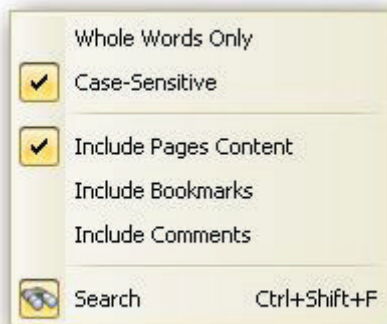 Whole Words Only
Case-Sensitive
Include Pages Content
Include Bookmarks
Include Comments
Search Ctrl+Shift+F